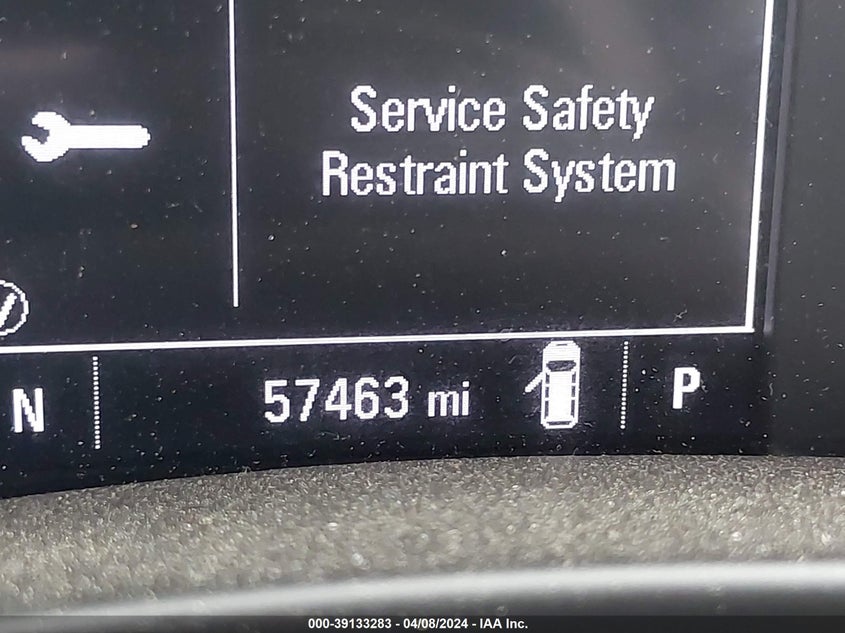 Service Safety
Restraint System
N
57463 mi
P
000-39133283 - 04/08/2024 - IAA Inc.